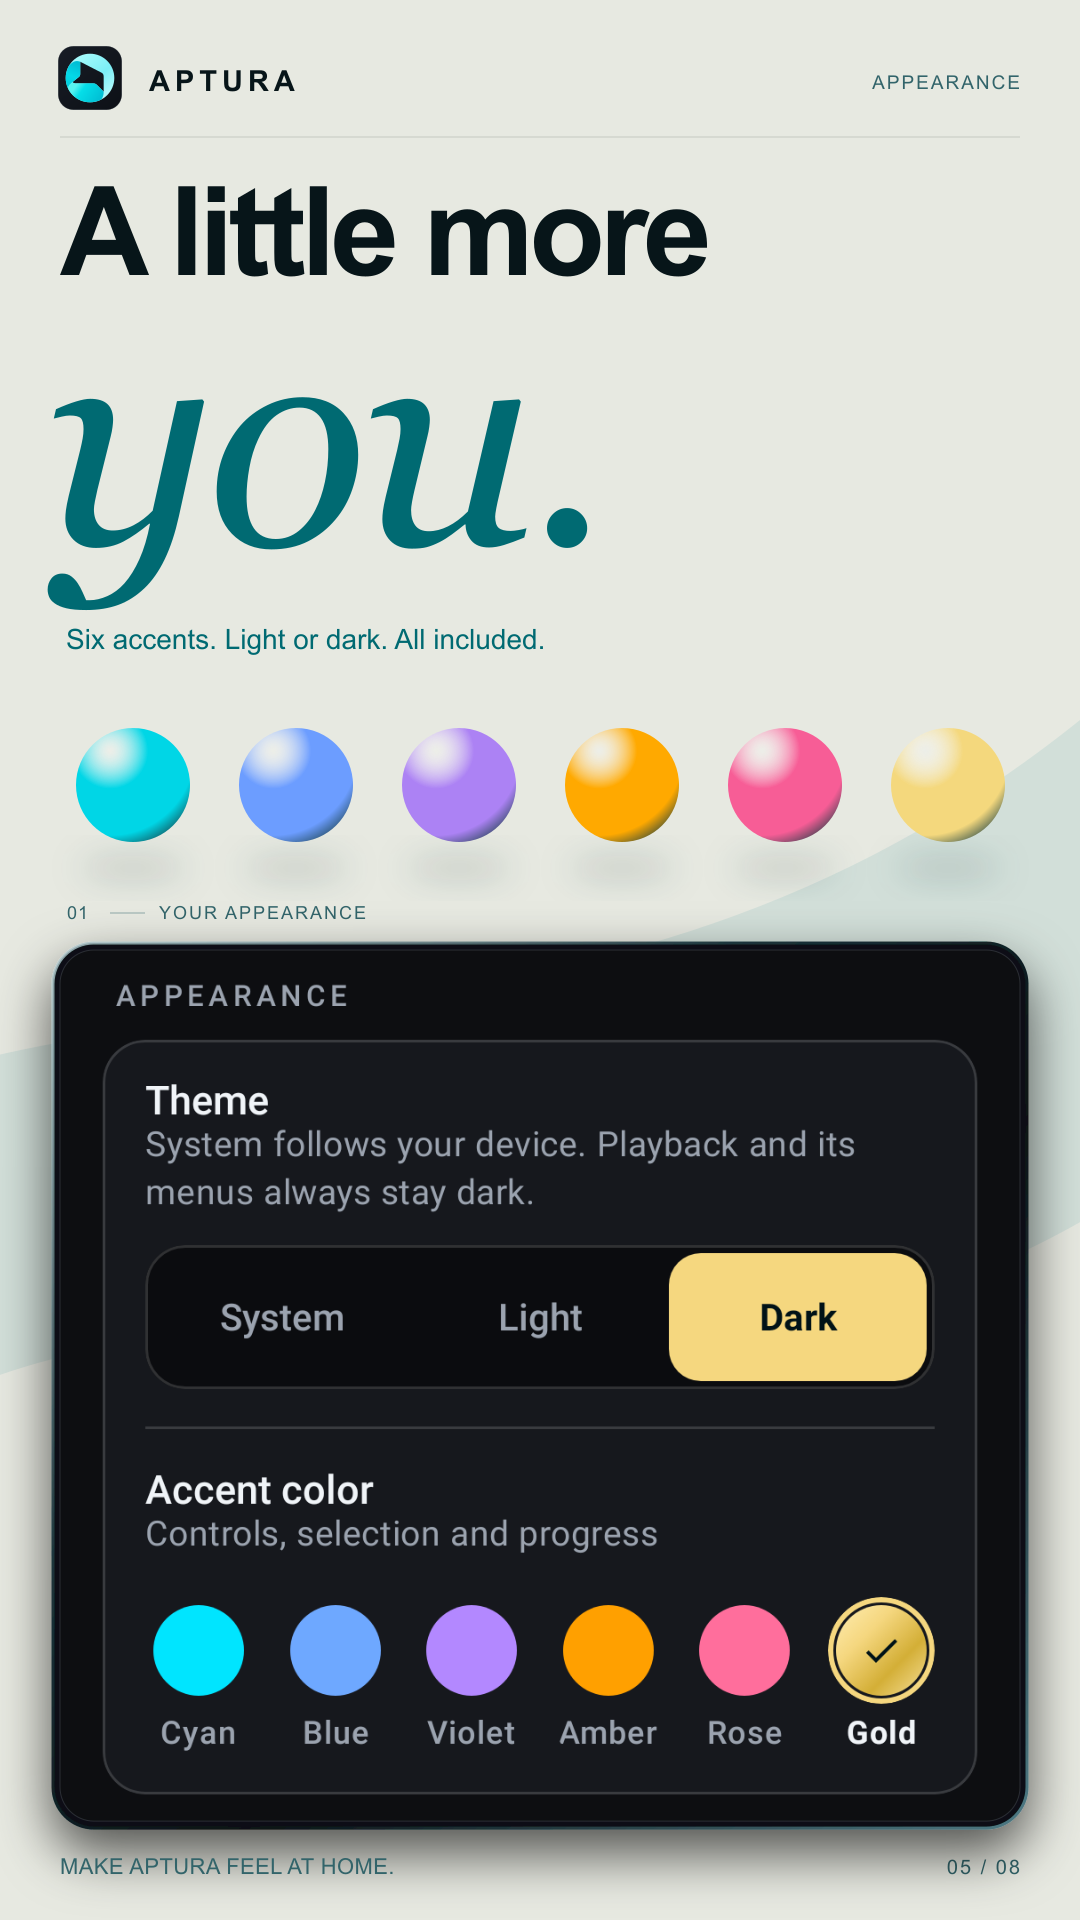 APTURA
APPEARANCE
A little more
you.
Six accents. Light or dark. All included.
01 — YOUR APPEARANCE
APPEARANCE
Theme
System follows your device. Playback and its
menus always stay dark.
System Light Dark
Accent color
Controls, selection and progress
Cyan Blue Violet Amber Rose Gold
MAKE APTURA FEEL AT HOME.
05 / 08